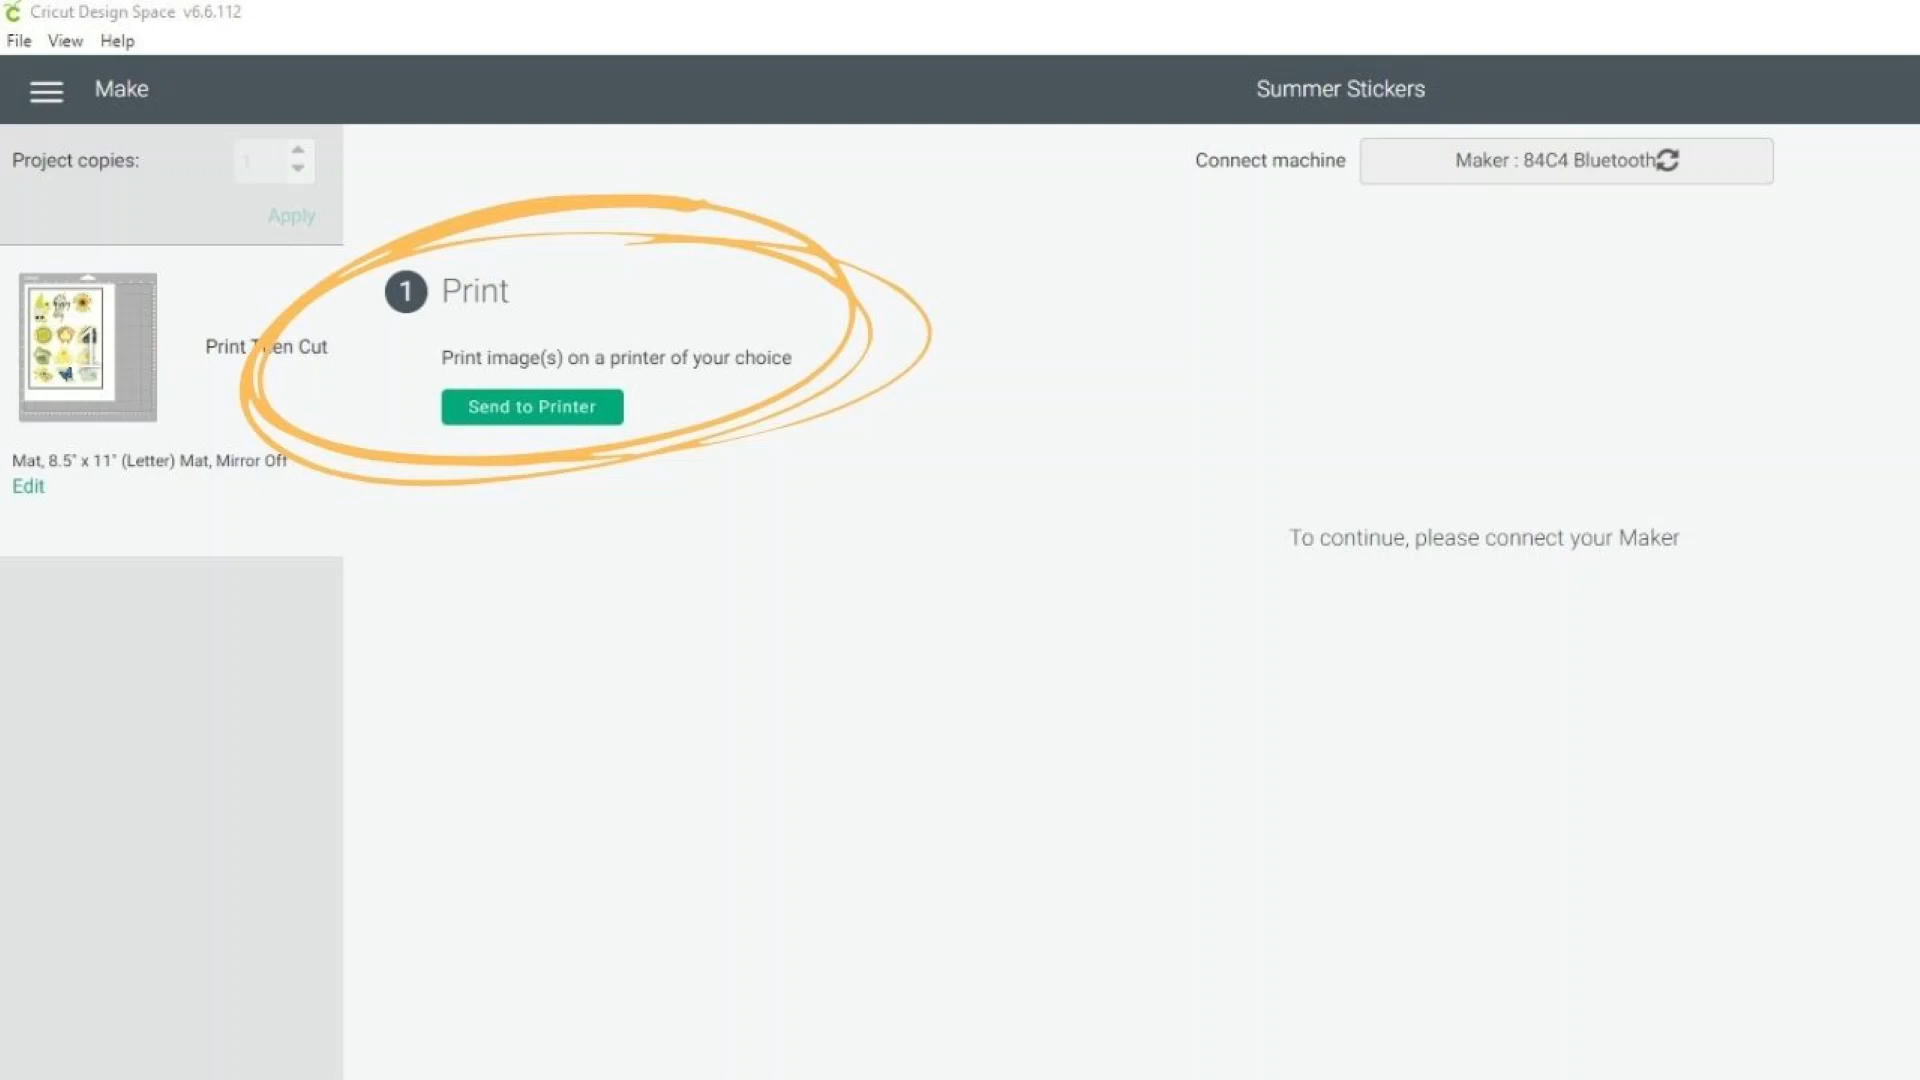 Cricut Design Space v6.6.112
File View Help
Make
Summer Stickers
Project copies:
1
Apply
Connect machine
Maker : 84C4 Bluetooth
1 Print
Print Then Cut
Print image(s) on a printer of your choice
Send to Printer
Mat, 8.5" x 11" (Letter) Mat, Mirror Off
Edit
To continue, please connect your Maker